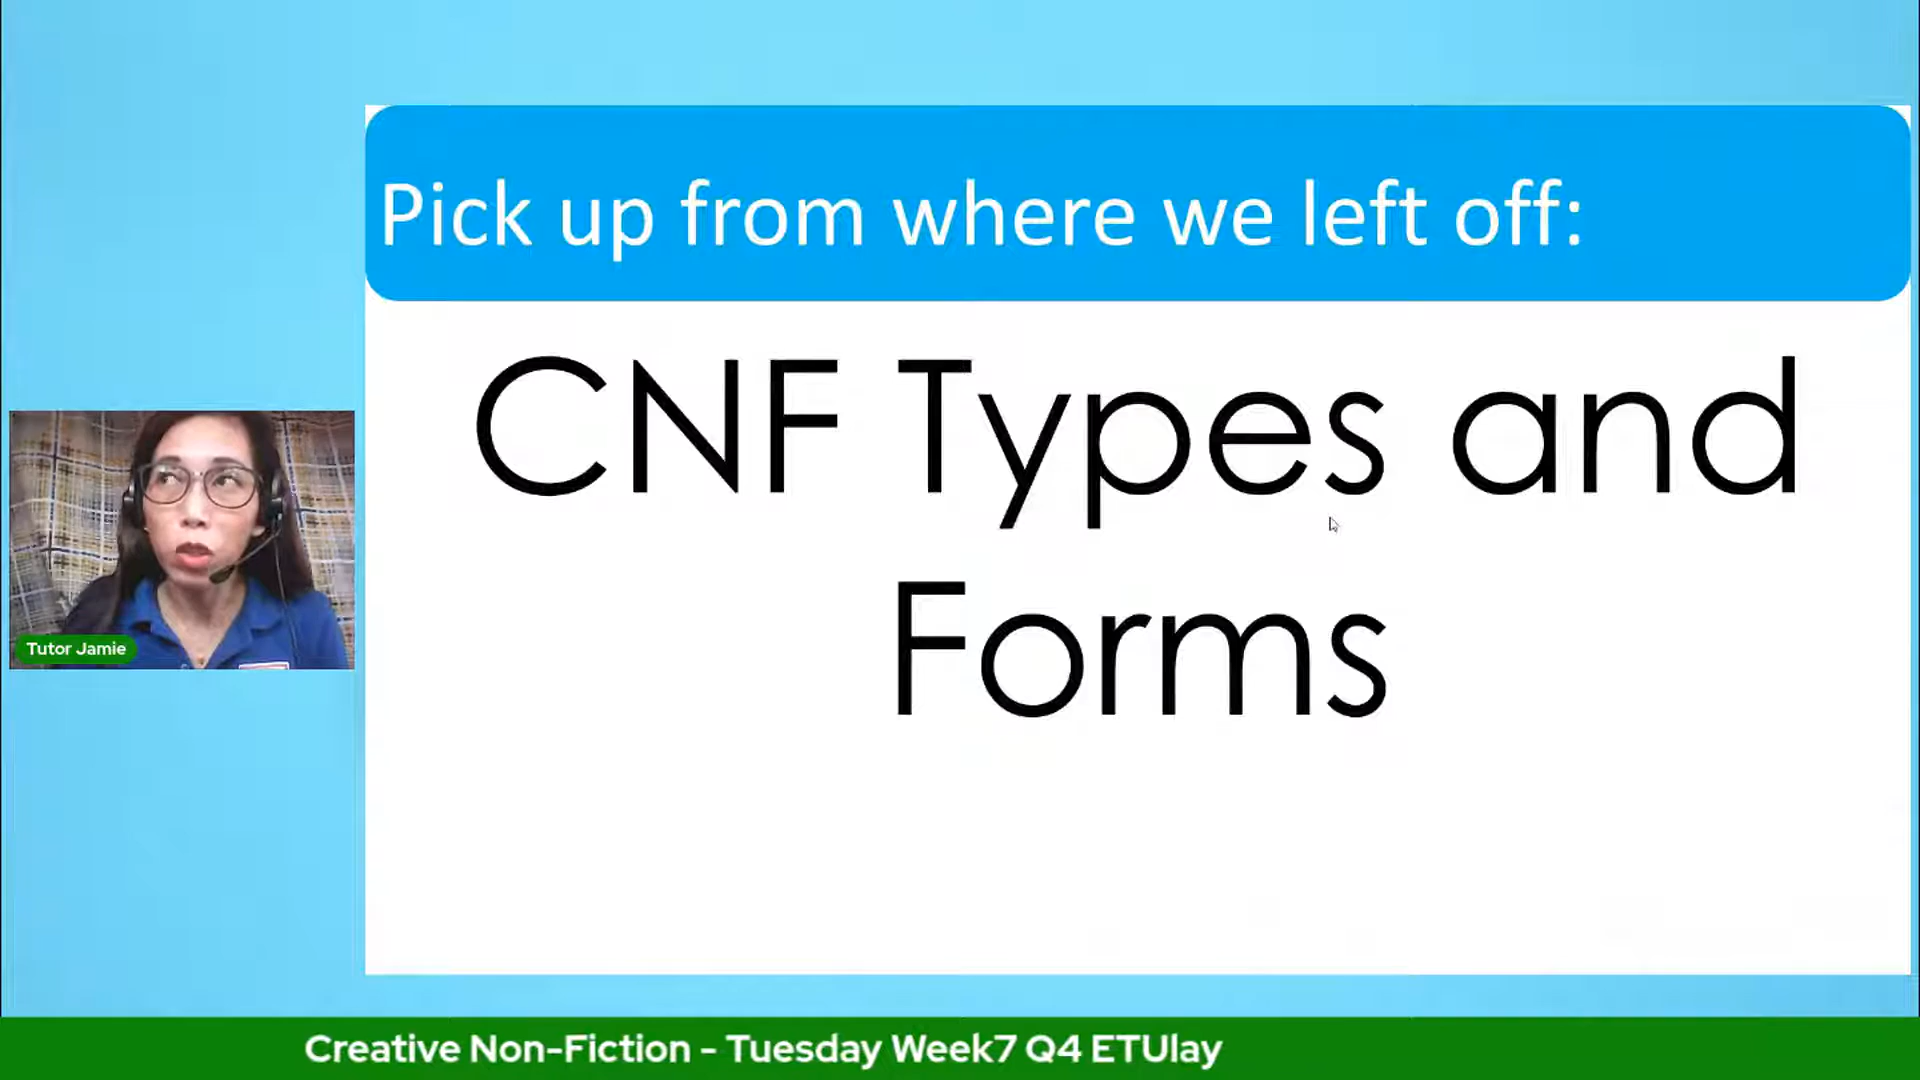 Pick up from where we left off:
CNF Types and
Forms
Tutor Jamie
Creative Non-Fiction - Tuesday Week7 Q4 ETUlay